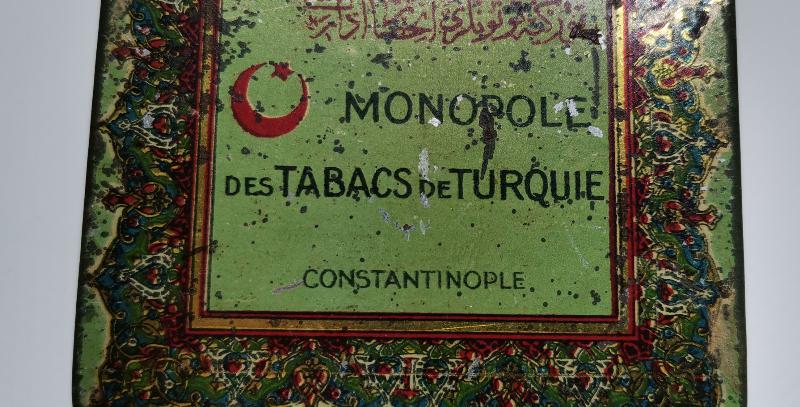 MONOPOLE
DES TABACS DE TURQUIE
CONSTANTINOPLE